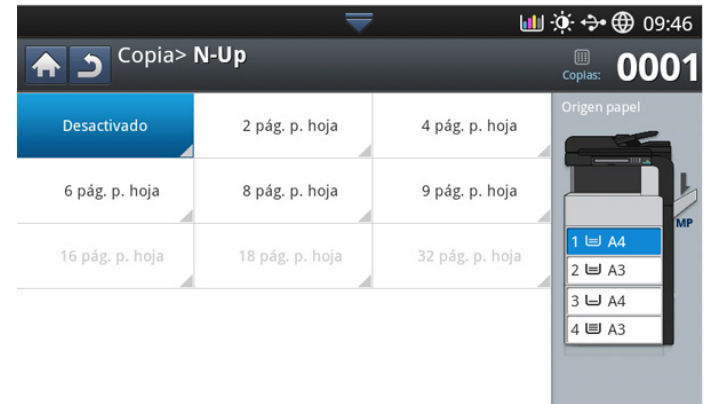 09:46
Copia> N-Up
Copias: 0001
Desactivado
2 pág. p. hoja
4 pág. p. hoja
6 pág. p. hoja
8 pág. p. hoja
9 pág. p. hoja
16 pág. p. hoja
18 pág. p. hoja
32 pág. p. hoja
Origen papel
MP
1 A4
2 A3
3 A4
4 A3